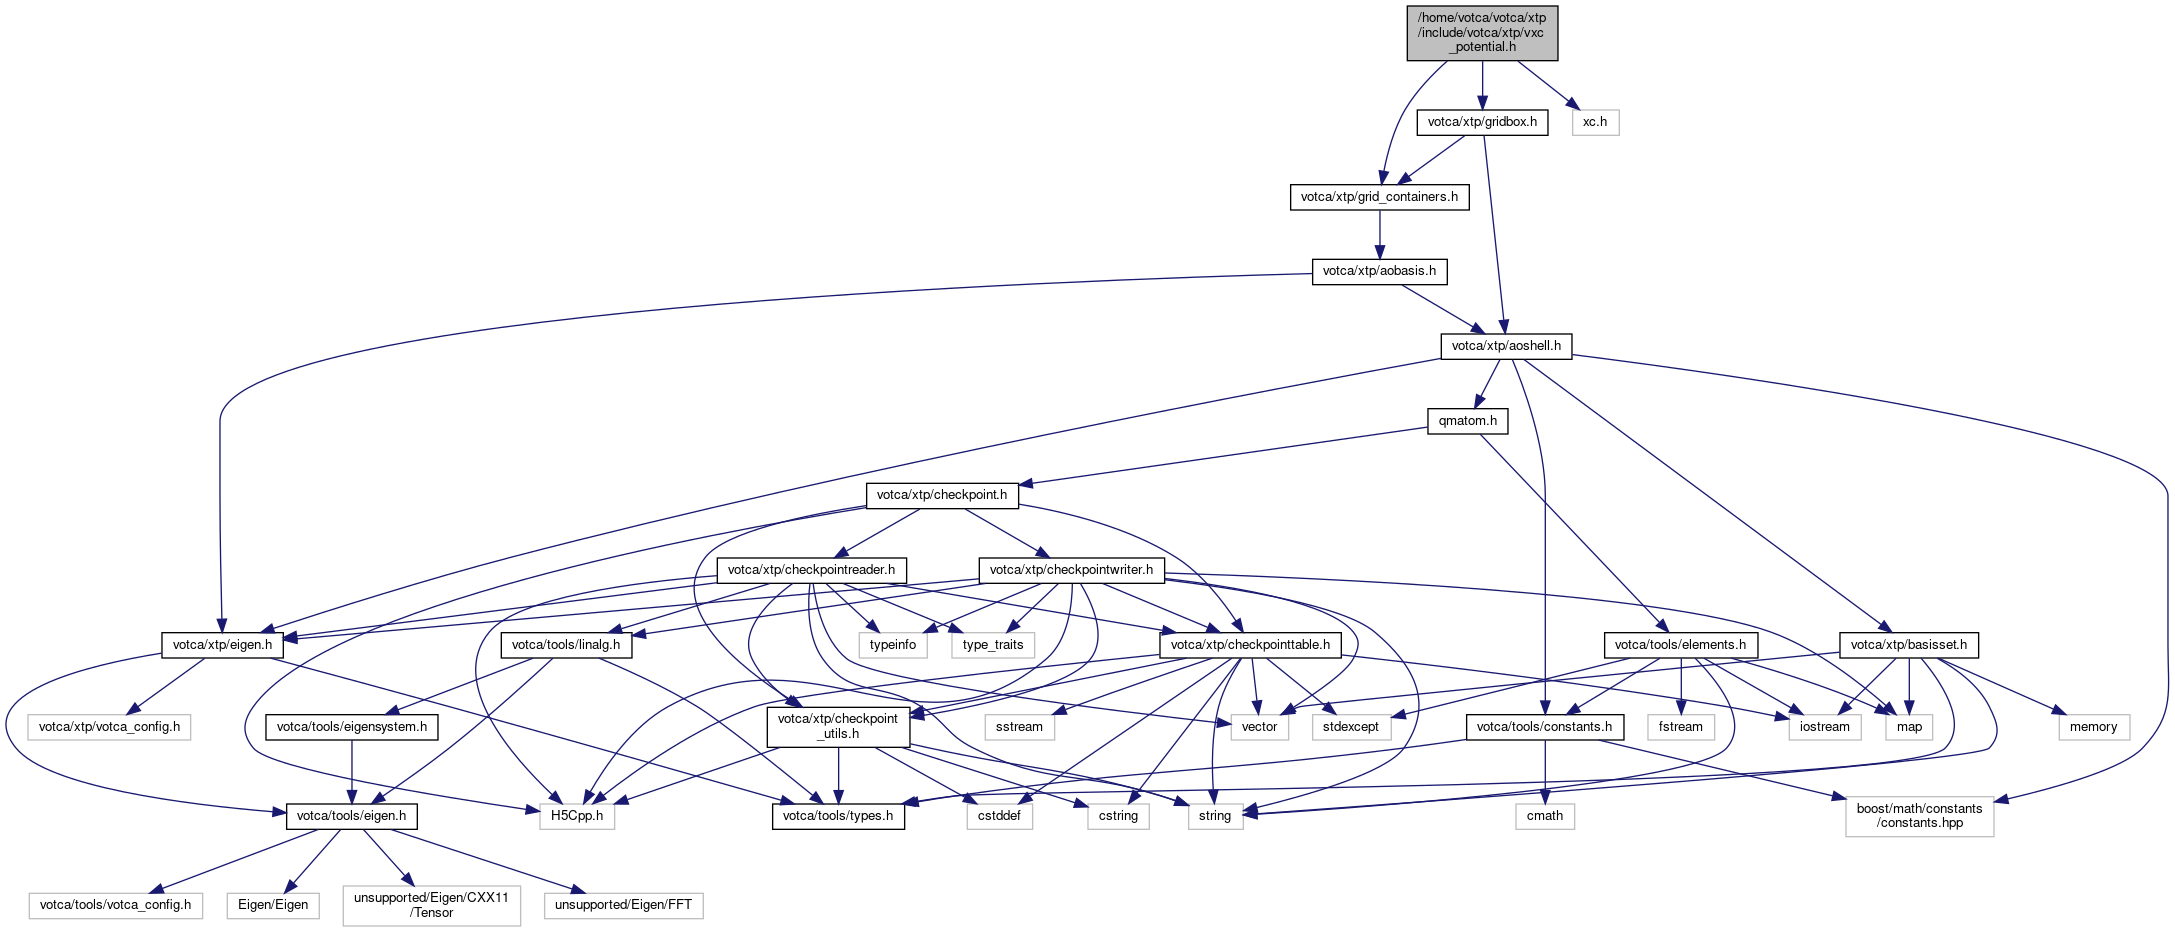 /home/votca/votca/xtp
/include/votca/xtp/vxc
_potential.h
votca/xtp/gridbox.h
xc.h
votca/xtp/grid_containers.h
votca/xtp/aobasis.h
votca/xtp/aoshell.h
qmatom.h
votca/xtp/checkpoint.h
votca/xtp/checkpointreader.h
votca/xtp/checkpointwriter.h
votca/xtp/eigen.h
votca/tools/linalg.h
typeinfo
type_traits
votca/xtp/checkpointtable.h
votca/tools/elements.h
votca/xtp/basisset.h
votca/xtp/votca_config.h
votca/tools/eigensystem.h
votca/xtp/checkpoint
_utils.h
sstream
vector
stdexcept
votca/tools/constants.h
fstream
iostream
map
memory
votca/tools/eigen.h
H5Cpp.h
votca/tools/types.h
cstddef
cstring
string
cmath
boost/math/constants
/constants.hpp
votca/tools/votca_config.h
Eigen/Eigen
unsupported/Eigen/CXX11
/Tensor
unsupported/Eigen/FFT